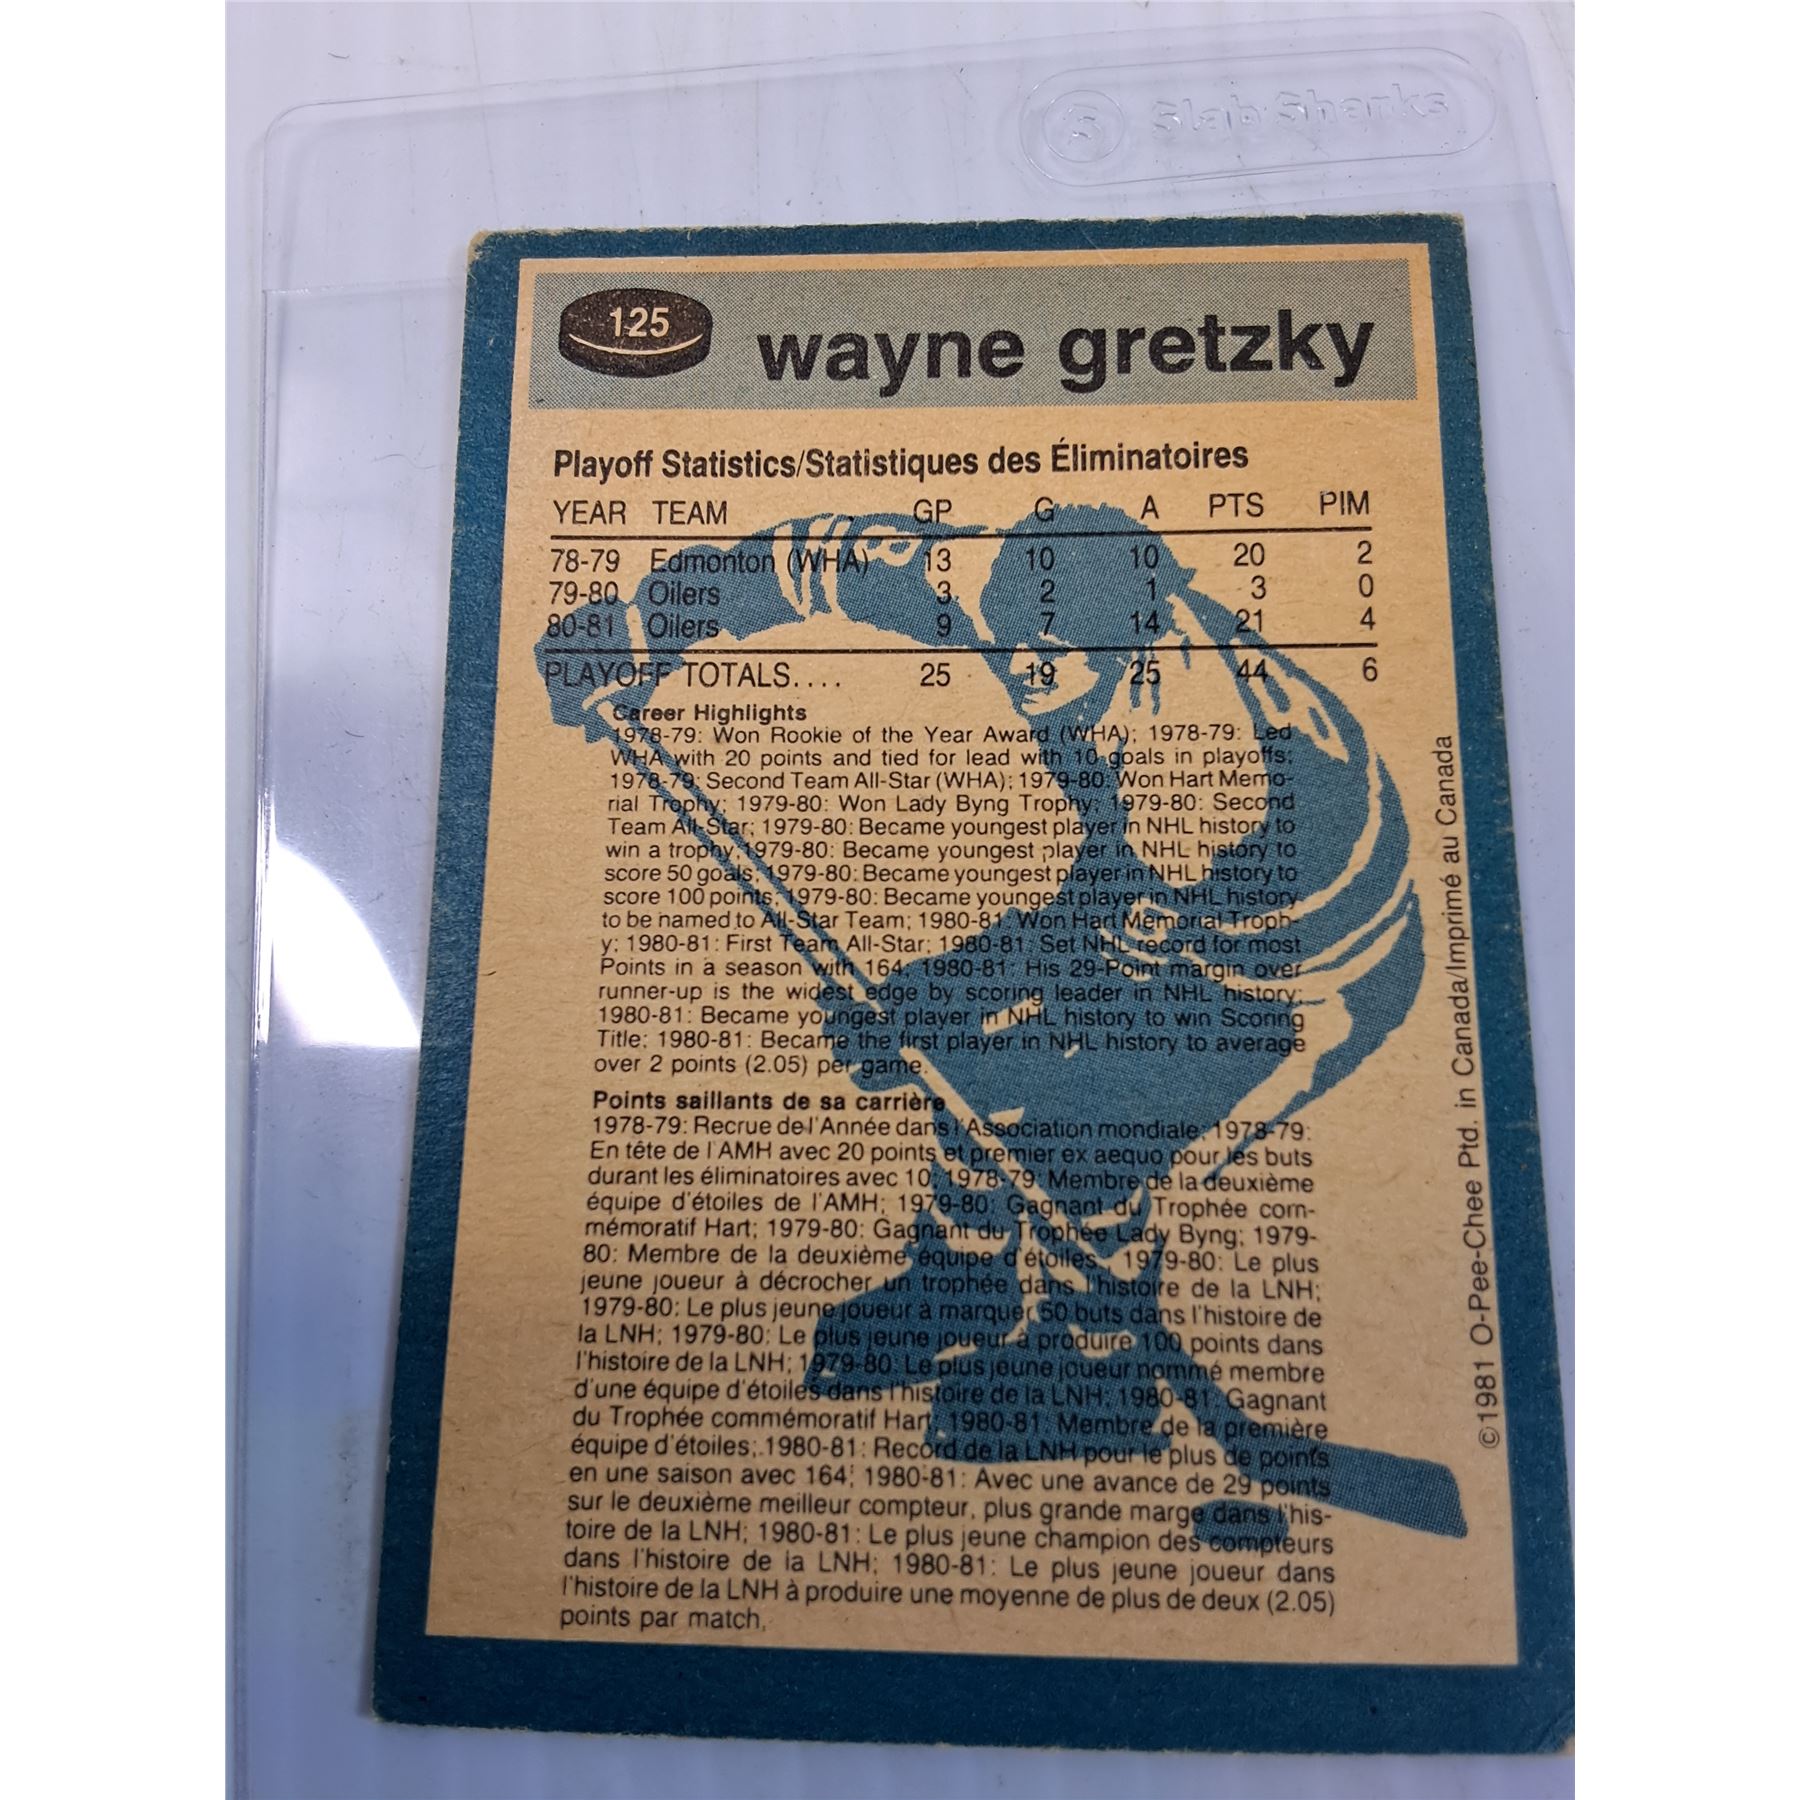 S Slab Sharks
125
wayne gretzky
Playoff Statistics/Statistiques des Éliminatoires
YEAR TEAM GP G A PTS PIM
78-79 Edmonton (WHA) 13 10 10 20 2
79-80 Oilers 3 2 1 3 0
80-81 Oilers 9 7 14 21 4
PLAYOFF TOTALS.... 25 19 25 44 6
Career Highlights
1978-79: Won Rookie of the Year Award (WHA); 1978-79: Led
WHA with 20 points and tied for lead with 10 goals in playoffs;
1978-79: Second Team All-Star (WHA); 1979-80: Won Hart Memo-
rial Trophy; 1979-80: Won Lady Byng Trophy; 1979-80: Second
Team All-Star; 1979-80: Became youngest player in NHL history to
win a trophy; 1979-80: Became youngest player in NHL history to
score 50 goals; 1979-80: Became youngest player in NHL history to
score 100 points; 1979-80: Became youngest player in NHL history
to be named to All-Star Team; 1980-81: Won Hart Memorial Troph-
y; 1980-81: First Team All-Star; 1980-81: Set NHL record for most
Points in a season with 164; 1980-81: His 29-Point margin over
runner-up is the widest edge by scoring leader in NHL history;
1980-81: Became youngest player in NHL history to win Scoring
Title; 1980-81: Became the first player in NHL history to average
over 2 points (2.05) per game.
Points saillants de sa carrière
1978-79: Recrue de l'Année dans l'Association mondiale; 1978-79:
En tête de l'AMH avec 20 points et premier ex aequo pour les buts
durant les éliminatoires avec 10; 1978-79: Membre de la deuxième
équipe d'étoiles de l'AMH; 1979-80: Gagnant du Trophée com-
mémoratif Hart; 1979-80: Gagnant du Trophée Lady Byng; 1979-
80: Membre de la deuxième équipe d'étoiles; 1979-80: Le plus
jeune joueur à décrocher un trophée dans l'histoire de la LNH;
1979-80: Le plus jeune joueur à marquer 50 buts dans l'histoire de
la LNH; 1979-80: Le plus jeune joueur à produire 100 points dans
l'histoire de la LNH; 1979-80: Le plus jeune joueur nommé membre
d'une équipe d'étoiles dans l'histoire de la LNH; 1980-81: Gagnant
du Trophée commémoratif Hart; 1980-81: Membre de la première
équipe d'étoiles; 1980-81: Record de la LNH pour le plus de points
en une saison avec 164; 1980-81: Avec une avance de 29 points
sur le deuxième meilleur compteur, plus grande marge dans l'his-
toire de la LNH; 1980-81: Le plus jeune champion des compteurs
dans l'histoire de la LNH; 1980-81: Le plus jeune joueur dans
l'histoire de la LNH à produire une moyenne de plus de deux (2.05)
points par match.
©1981 O-Pee-Chee Ptd. in Canada/Imprimé au Canada